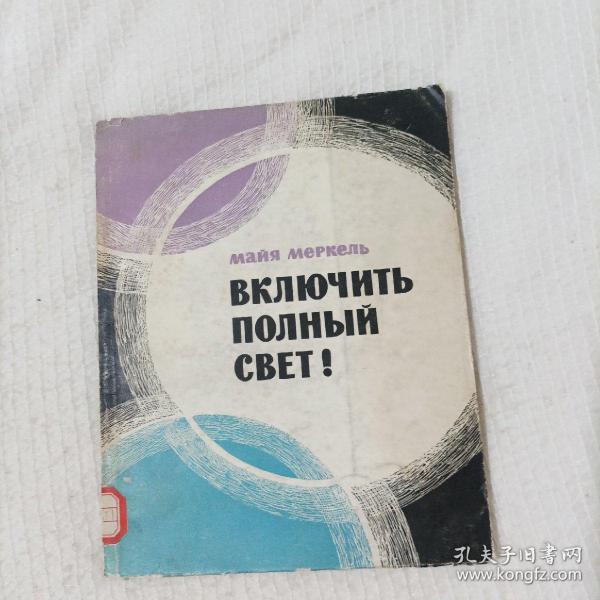 майя меркель
ВКЛЮЧИТЬ
ПОЛНЫЙ
СВЕТ!
孔夫子旧书网
www.kongfz.com